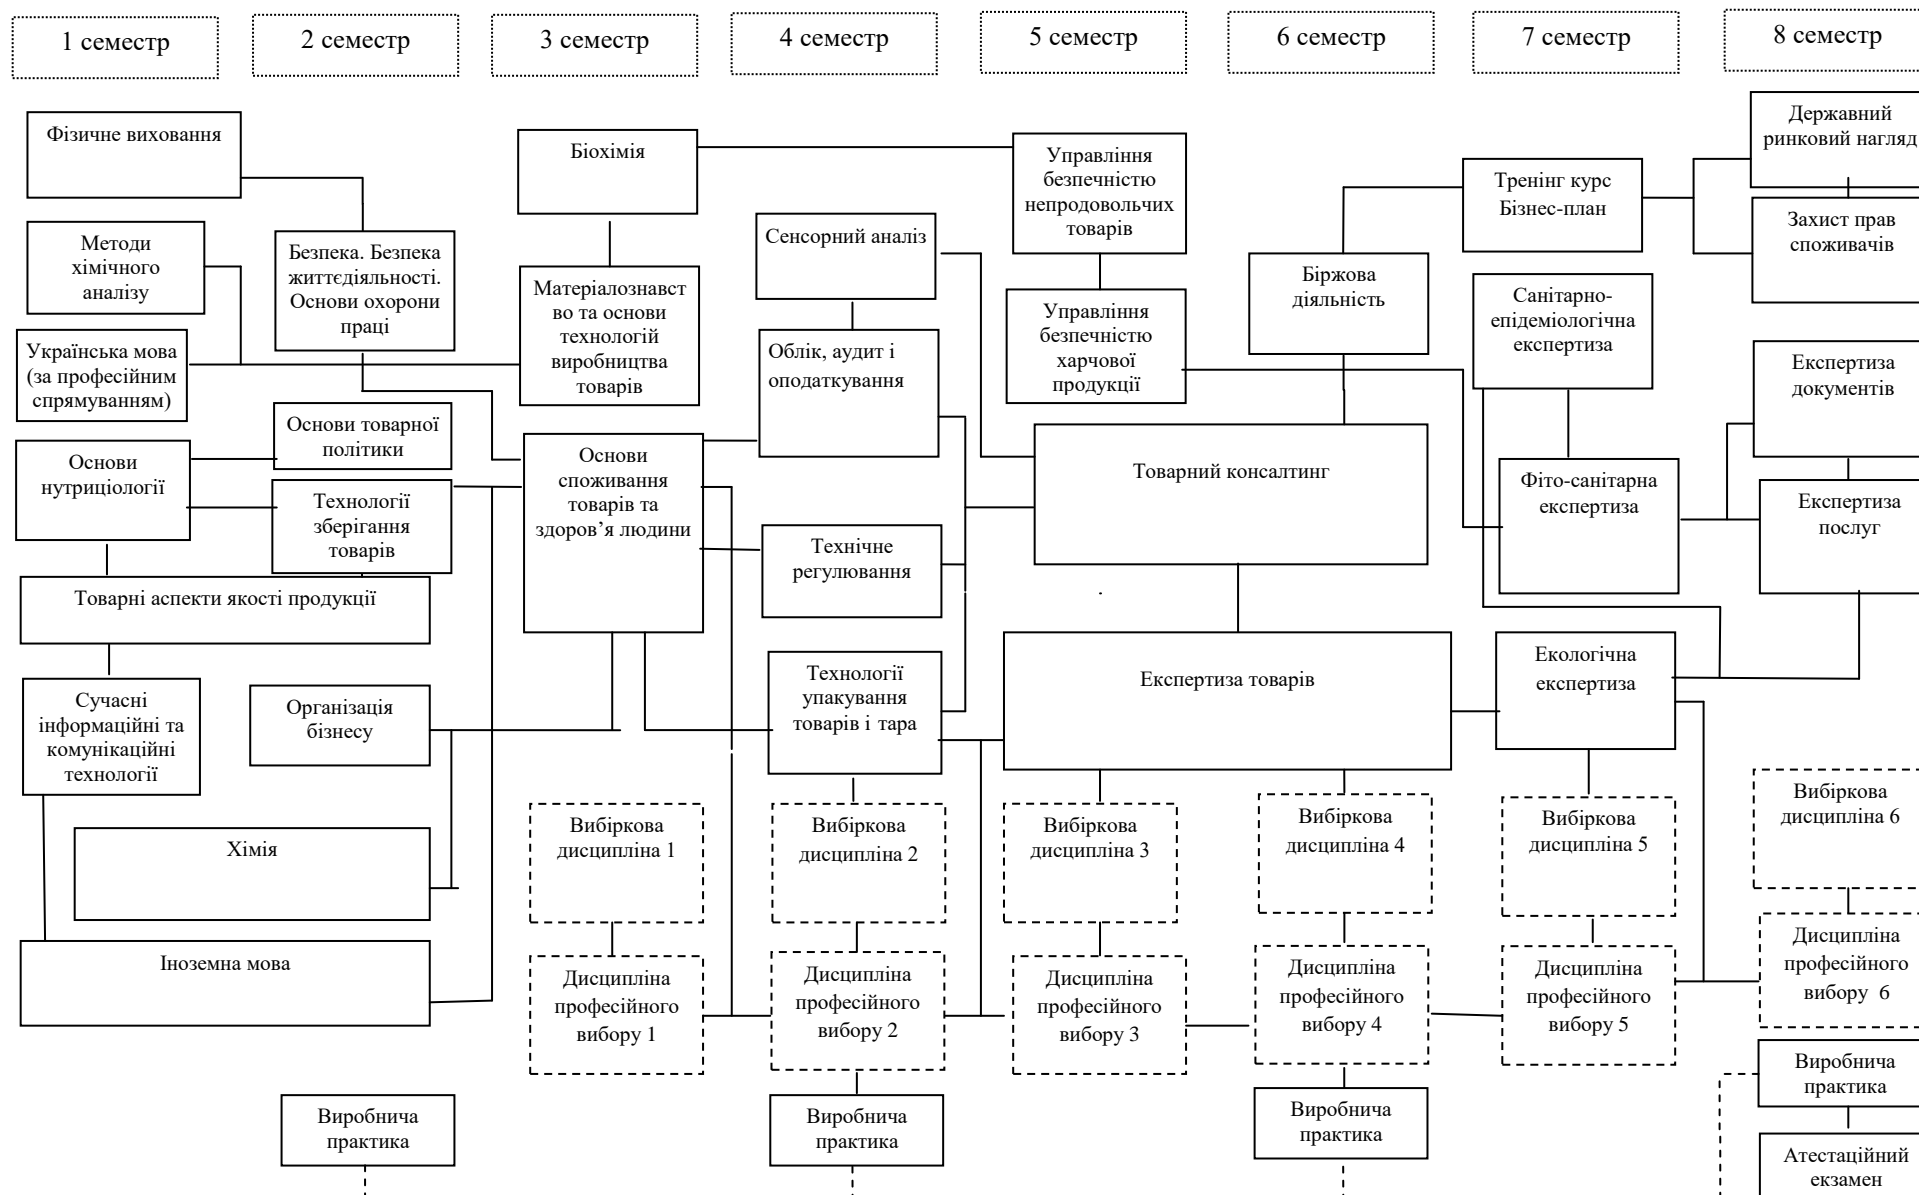 1 семестр
2 семестр
3 семестр
4 семестр
5 семестр
6 семестр
7 семестр
8 семестр
Фізичне виховання
Методи
хімічного
аналізу
Українська мова
(за професійним
спрямуванням)
Основи
нутриціології
Товарні аспекти якості продукції
Сучасні
інформаційні та
комунікаційні
технології
Хімія
Іноземна мова
Безпека. Безпека
життєдіяльності.
Основи охорони
праці
Основи товарної
політики
Технології
зберігання
товарів
Організація
бізнесу
Виробнича
практика
Біохімія
Матеріалознавст
во та основи
технологій
виробництва
товарів
Основи
споживання
товарів та
здоров’я людини
Вибіркова
дисципліна 1
Дисципліна
професійного
вибору 1
Сенсорний аналіз
Облік, аудит і
оподаткування
Технічне
регулювання
Технології
упакування
товарів і тара
Вибіркова
дисципліна 2
Дисципліна
професійного
вибору 2
Виробнича
практика
Управління
безпечністю
непродовольчих
товарів
Управління
безпечністю
харчової
продукції
Товарний консалтинг
Експертиза товарів
Вибіркова
дисципліна 3
Дисципліна
професійного
вибору 3
Біржова
діяльність
Вибіркова
дисципліна 4
Дисципліна
професійного
вибору 4
Виробнича
практика
Тренінг курс
Бізнес-план
Санітарно-
епідеміологічна
експертиза
Фіто-санітарна
експертиза
Екологічна
експертиза
Вибіркова
дисципліна 5
Дисципліна
професійного
вибору 5
Державний
ринковий нагляд
Захист прав
споживачів
Експертиза
документів
Експертиза
послуг
Вибіркова
дисципліна 6
Дисципліна
професійного
вибору 6
Виробнича
практика
Атестаційний
екзамен